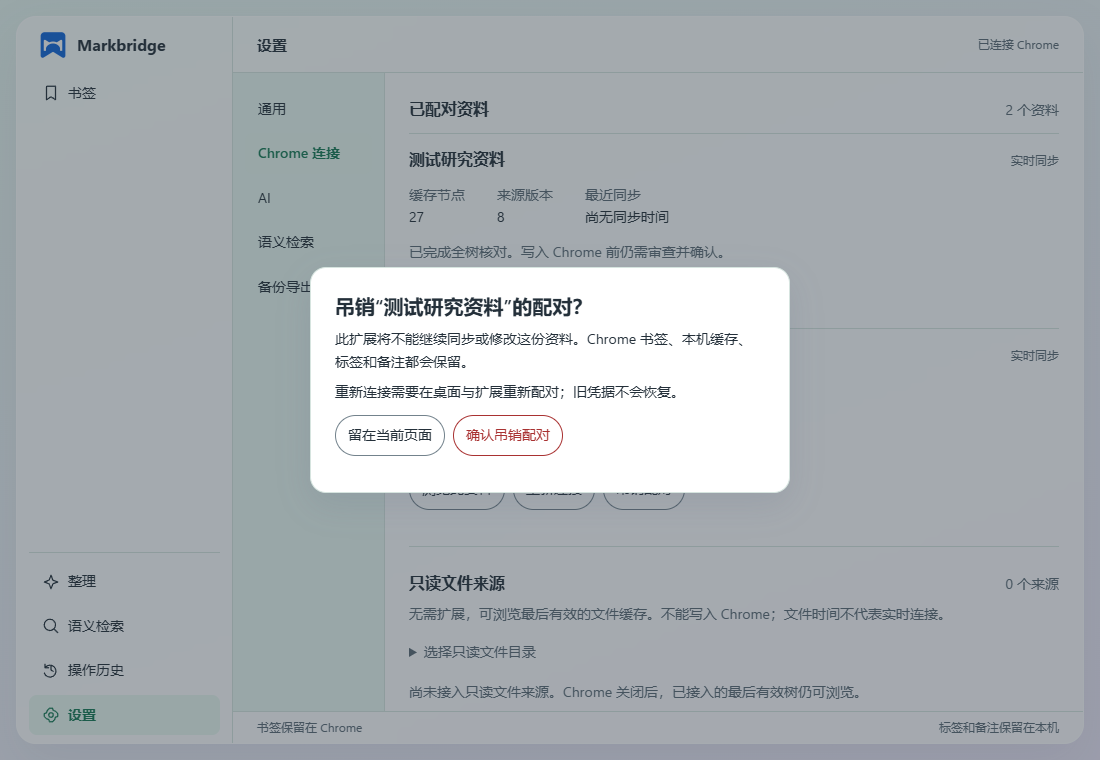 Markbridge
书签
整理
语义检索
操作历史
设置
设置
已连接 Chrome
通用
Chrome 连接
AI
语义检索
备份导出
已配对资料
2 个资料
测试研究资料
实时同步
缓存节点 来源版本 最近同步
27 8 尚无同步时间
已完成全树核对。写入 Chrome 前仍需审查并确认。
实时同步
吊销“测试研究资料”的配对？
此扩展将不能继续同步或修改这份资料。Chrome 书签、本机缓存、
标签和备注都会保留。
重新连接需要在桌面与扩展重新配对；旧凭据不会恢复。
留在当前页面
确认吊销配对
只读文件来源
0 个来源
无需扩展，可浏览最后有效的文件缓存。不能写入 Chrome；文件时间不代表实时连接。
选择只读文件目录
尚未接入只读文件来源。Chrome 关闭后，已接入的最后有效树仍可浏览。
书签保留在 Chrome
标签和备注保留在本机